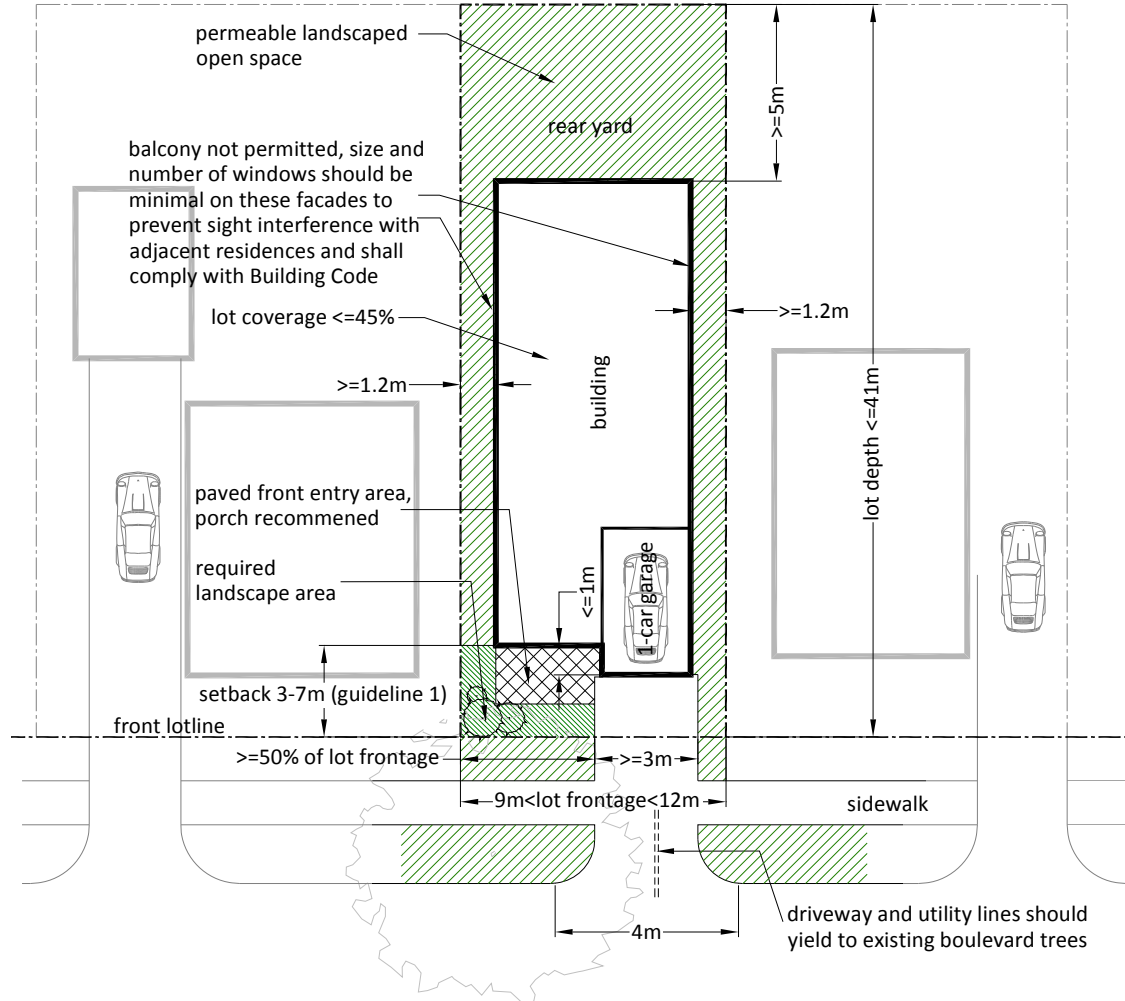 permeable landscaped
open space
>=5m
rear yard
balcony not permitted, size and
number of windows should be
minimal on these facades to
prevent sight interference with
adjacent residences and shall
comply with Building Code
lot coverage <=45%
>=1.2m
>=1.2m
building
lot depth <=41m
paved front entry area,
porch recommened
required
landscape area
<=1m
1-car garage
setback 3-7m (guideline 1)
front lotline
>=50% of lot frontage
>=3m
9m<lot frontage<12m
sidewalk
driveway and utility lines should
yield to existing boulevard trees
4m